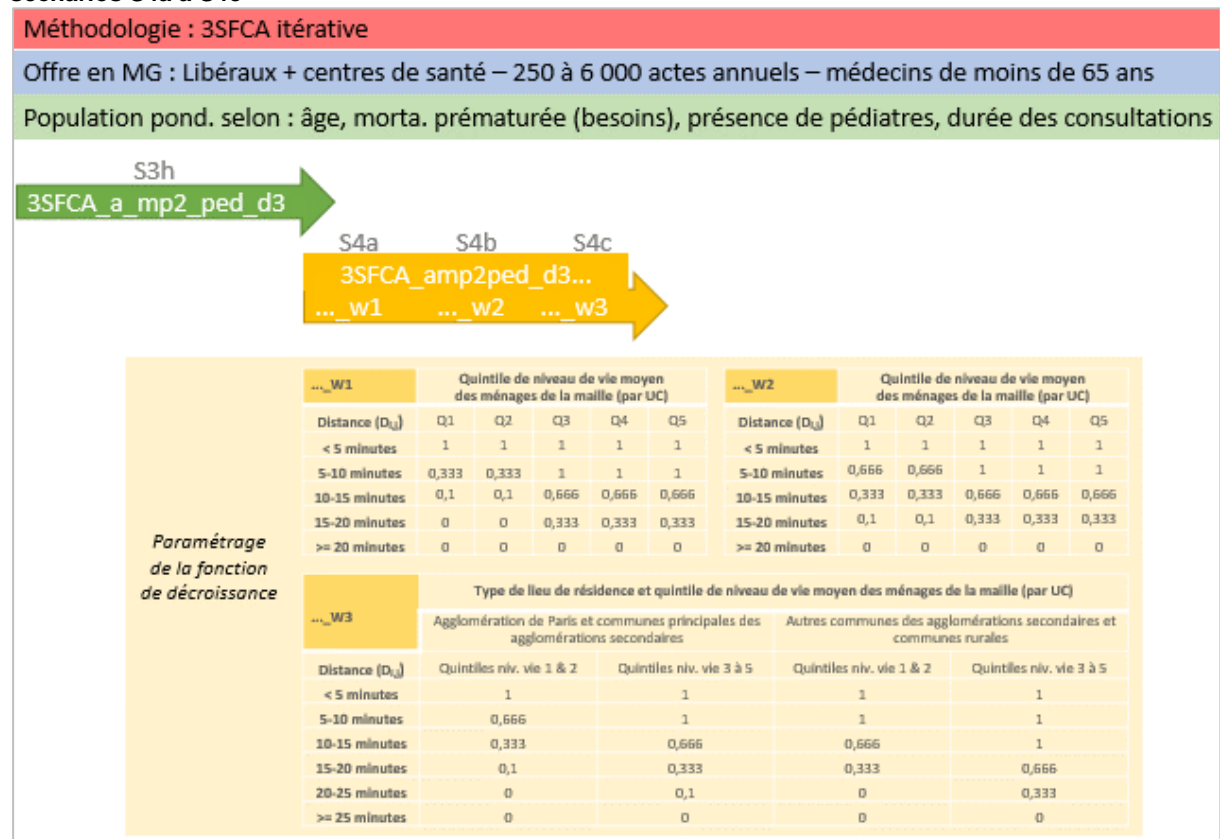 scénarios S4a à S4c
Méthodologie : 3SFCA itérative
Offre en MG : Libéraux + centres de santé – 250 à 6 000 actes annuels – médecins de moins de 65 ans
Population pond. selon : âge, morta. prématurée (besoins), présence de pédiatres, durée des consultations
S3h
3SFCA_a_mp2_ped_d3
S4a S4b S4c
3SFCA_amp2ped_d3...
..._w1 ..._w2 ..._w3
Paramétrage
de la fonction
de décroissance
..._W1 Quintile de niveau de vie moyen
des ménages de la maille (par UC)
Distance (Di,j) Q1 Q2 Q3 Q4 Q5
< 5 minutes 1 1 1 1 1
5-10 minutes 0,333 0,333 1 1 1
10-15 minutes 0,1 0,1 0,666 0,666 0,666
15-20 minutes 0 0 0,333 0,333 0,333
>= 20 minutes 0 0 0 0 0
..._W2 Quintile de niveau de vie moyen
des ménages de la maille (par UC)
Distance (Di,j) Q1 Q2 Q3 Q4 Q5
< 5 minutes 1 1 1 1 1
5-10 minutes 0,666 0,666 1 1 1
10-15 minutes 0,333 0,333 0,666 0,666 0,666
15-20 minutes 0,1 0,1 0,333 0,333 0,333
>= 20 minutes 0 0 0 0 0
..._W3 Type de lieu de résidence et quintile de niveau de vie moyen des ménages de la maille (par UC)
Agglomération de Paris et communes principales des
agglomérations secondaires
Autres communes des agglomérations secondaires et
communes rurales
Distance (Di,j) Quintiles niv. vie 1 & 2 Quintiles niv. vie 3 à 5 Quintiles niv. vie 1 & 2 Quintiles niv. vie 3 à 5
< 5 minutes 1 1 1 1
5-10 minutes 0,666 1 1 1
10-15 minutes 0,333 0,666 0,666 1
15-20 minutes 0,1 0,333 0,333 0,666
20-25 minutes 0 0,1 0 0,333
>= 25 minutes 0 0 0 0